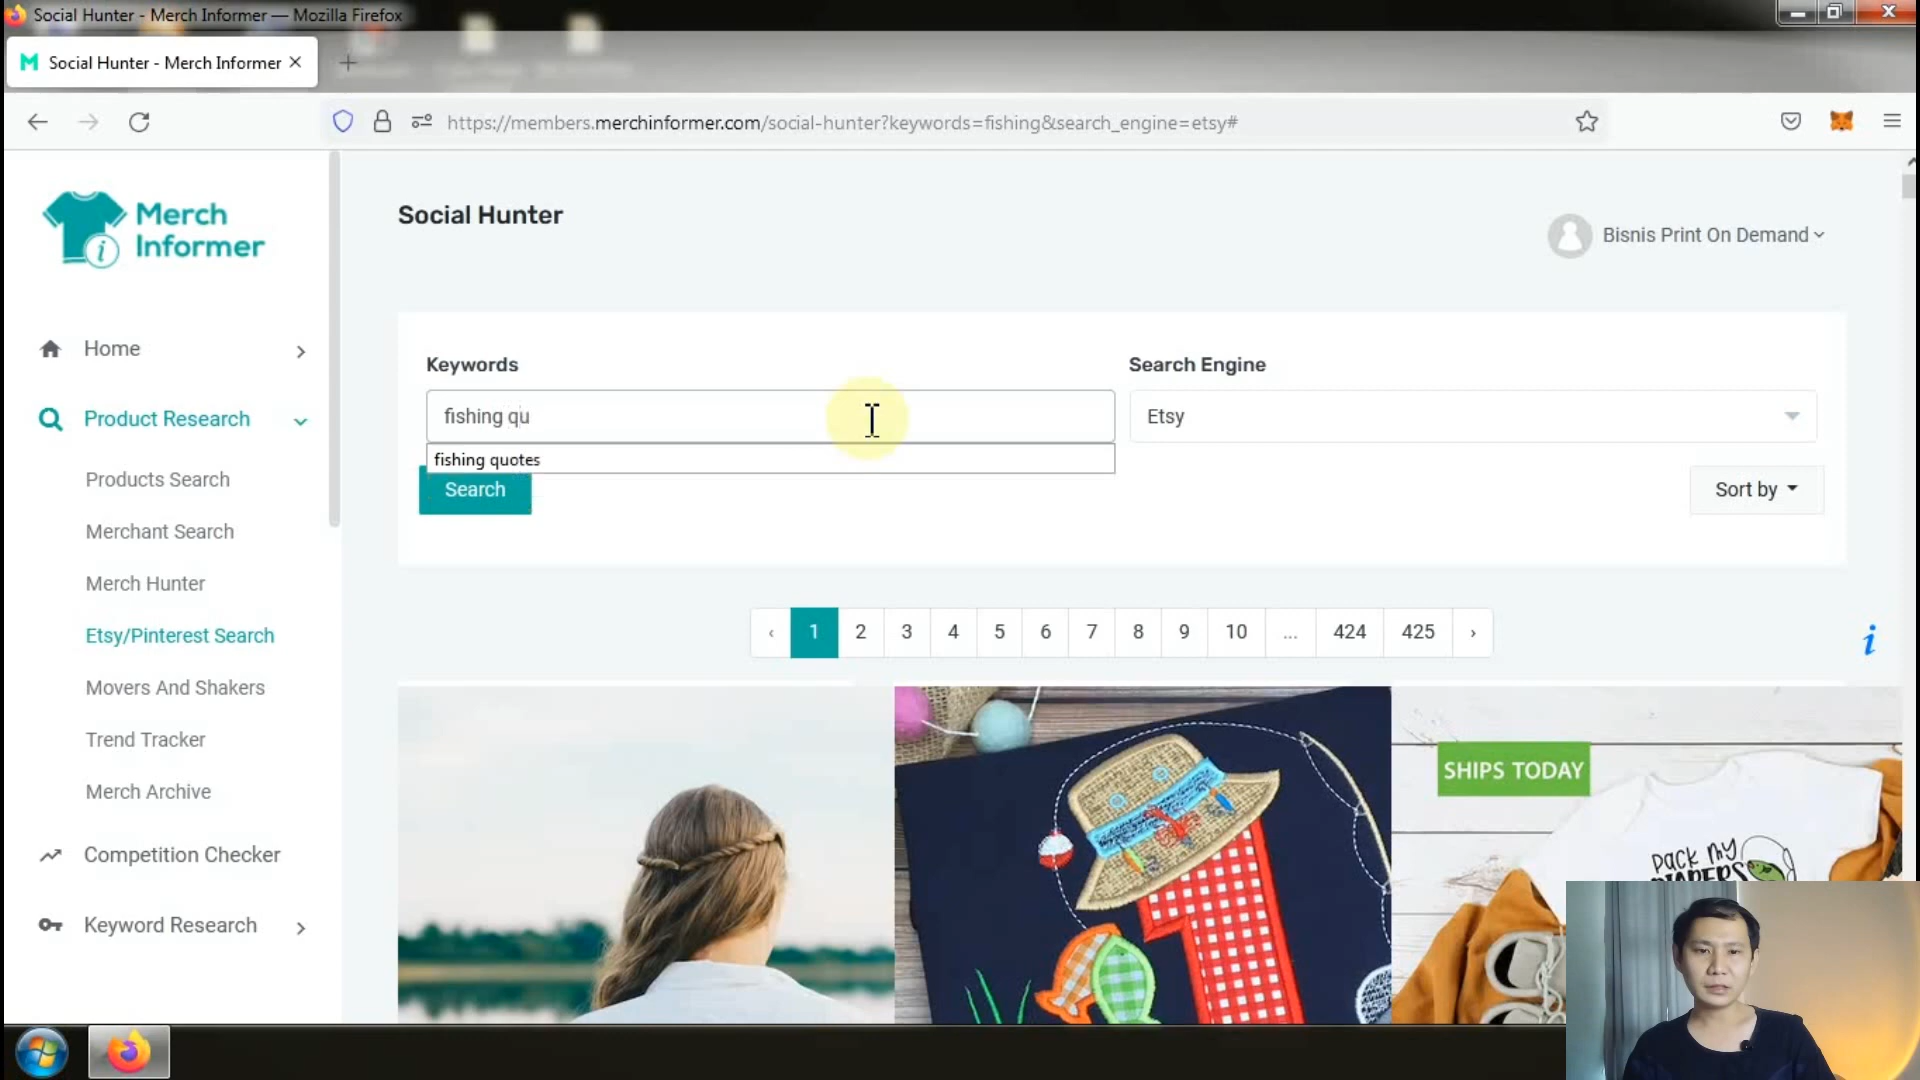 Social Hunter - Merch Informer — Mozilla Firefox
Social Hunter - Merch Informer
https://members.merchinformer.com/social-hunter?keywords=fishing&search_engine=etsy#
Merch
Informer
Social Hunter
Bisnis Print On Demand
Home
Product Research
Products Search
Merchant Search
Merch Hunter
Etsy/Pinterest Search
Movers And Shakers
Trend Tracker
Merch Archive
Competition Checker
Keyword Research
Keywords
Search Engine
fishing qu
Etsy
fishing quotes
Search
Sort by
‹ 1 2 3 4 5 6 7 8 9 10 ... 424 425 ›
i
1
SHIPS TODAY
PACK MY
DIAPERS